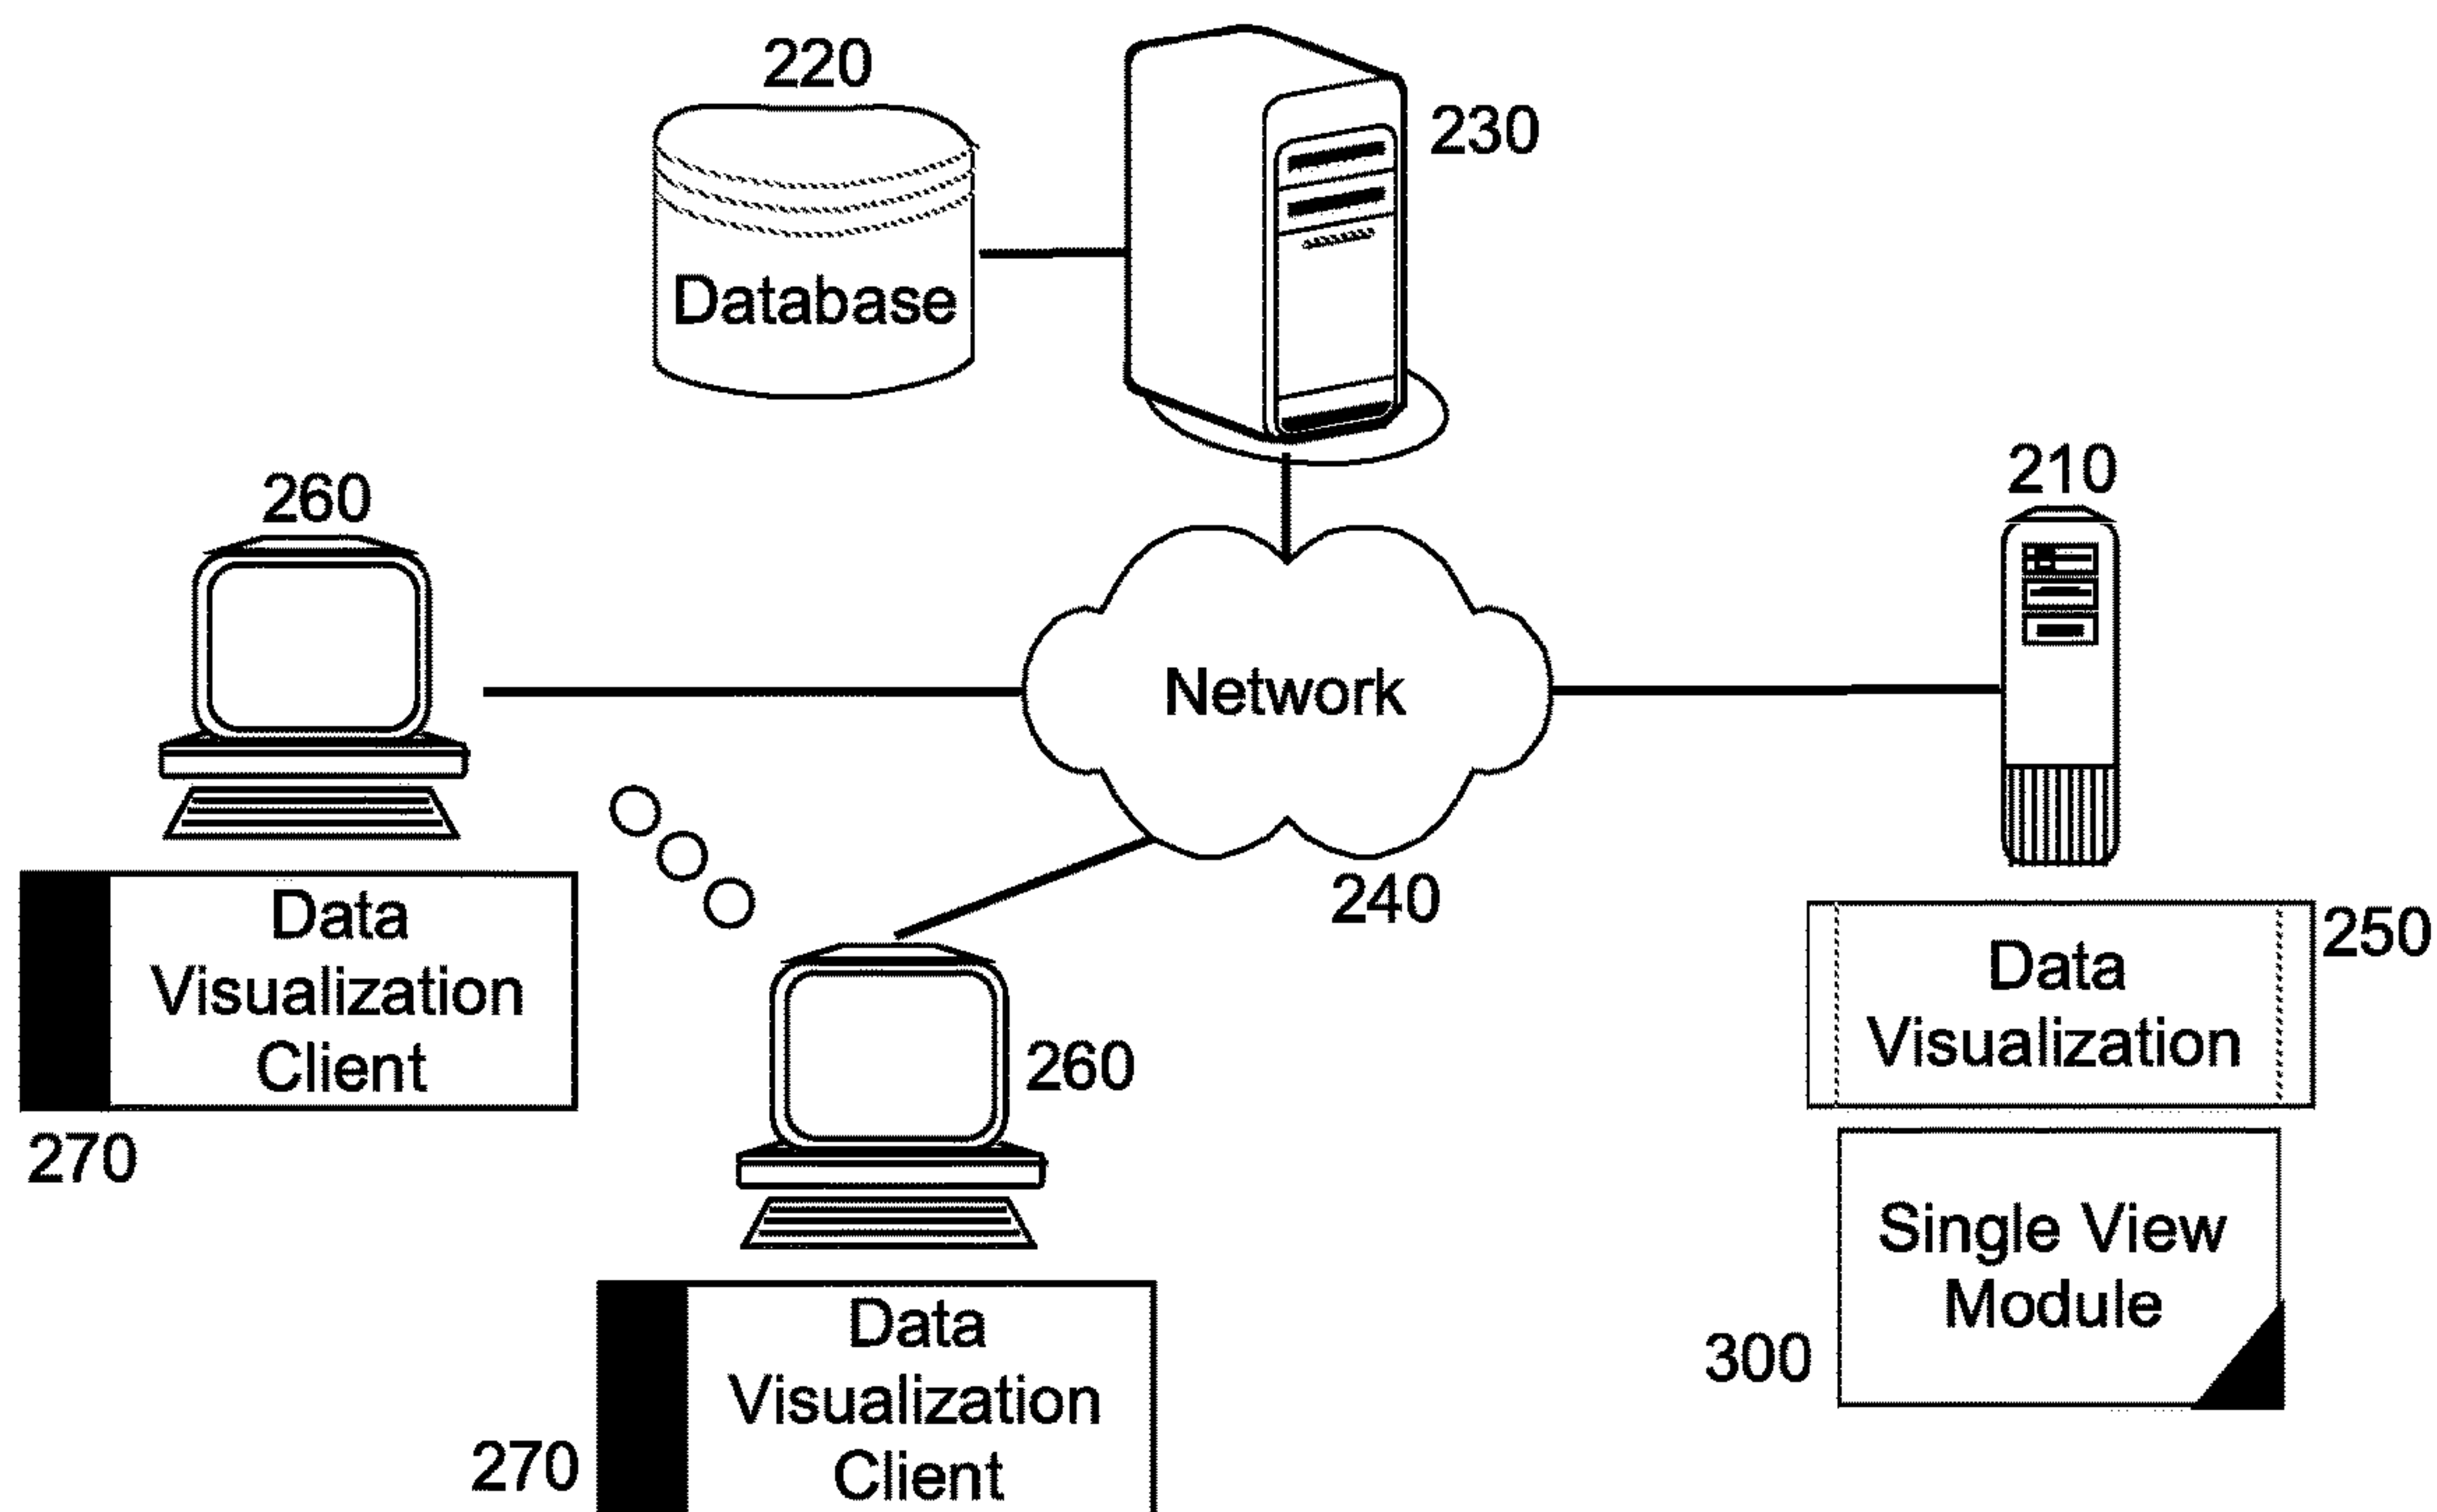 220
230
Database
260
210
Network
240
Data
Visualization
Client
270
250
Data
Visualization
260
Single View
Module
300
Data
Visualization
Client
270